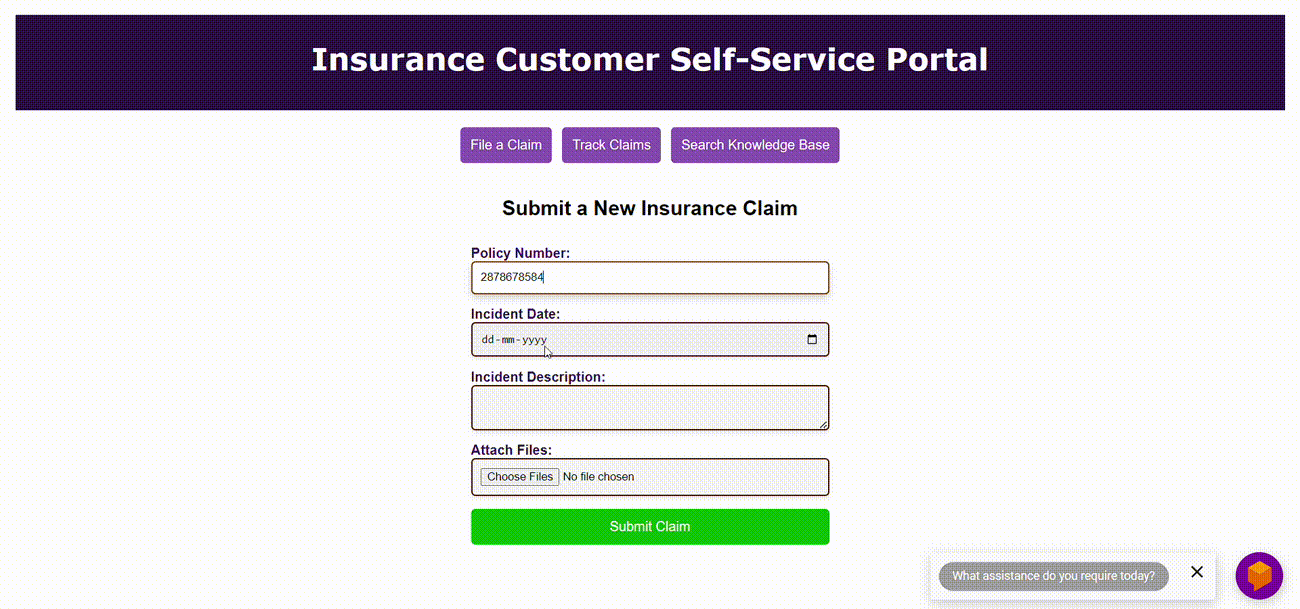 Insurance Customer Self-Service Portal
File a Claim Track Claims Search Knowledge Base
Submit a New Insurance Claim
Policy Number:
2878678584
Incident Date:
dd-mm-yyyy
Incident Description:
Attach Files:
Choose Files No file chosen
Submit Claim
What assistance do you require today?